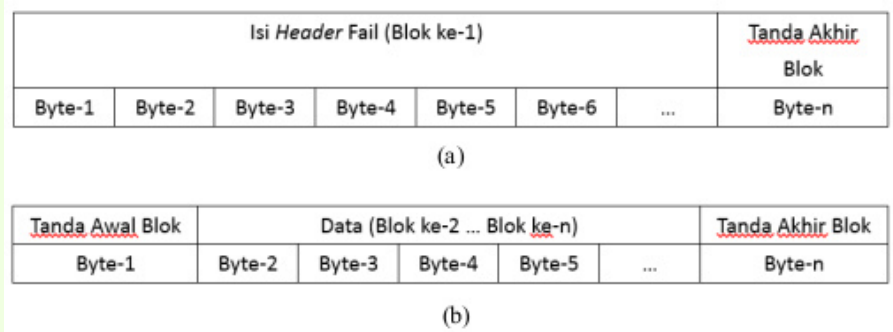 Isi Header Fail (Blok ke-1) Tanda Akhir
Blok
Byte-1 Byte-2 Byte-3 Byte-4 Byte-5 Byte-6 ... Byte-n
(a)
Tanda Awal Blok Data (Blok ke-2 ... Blok ke-n) Tanda Akhir Blok
Byte-1 Byte-2 Byte-3 Byte-4 Byte-5 ... Byte-n
(b)